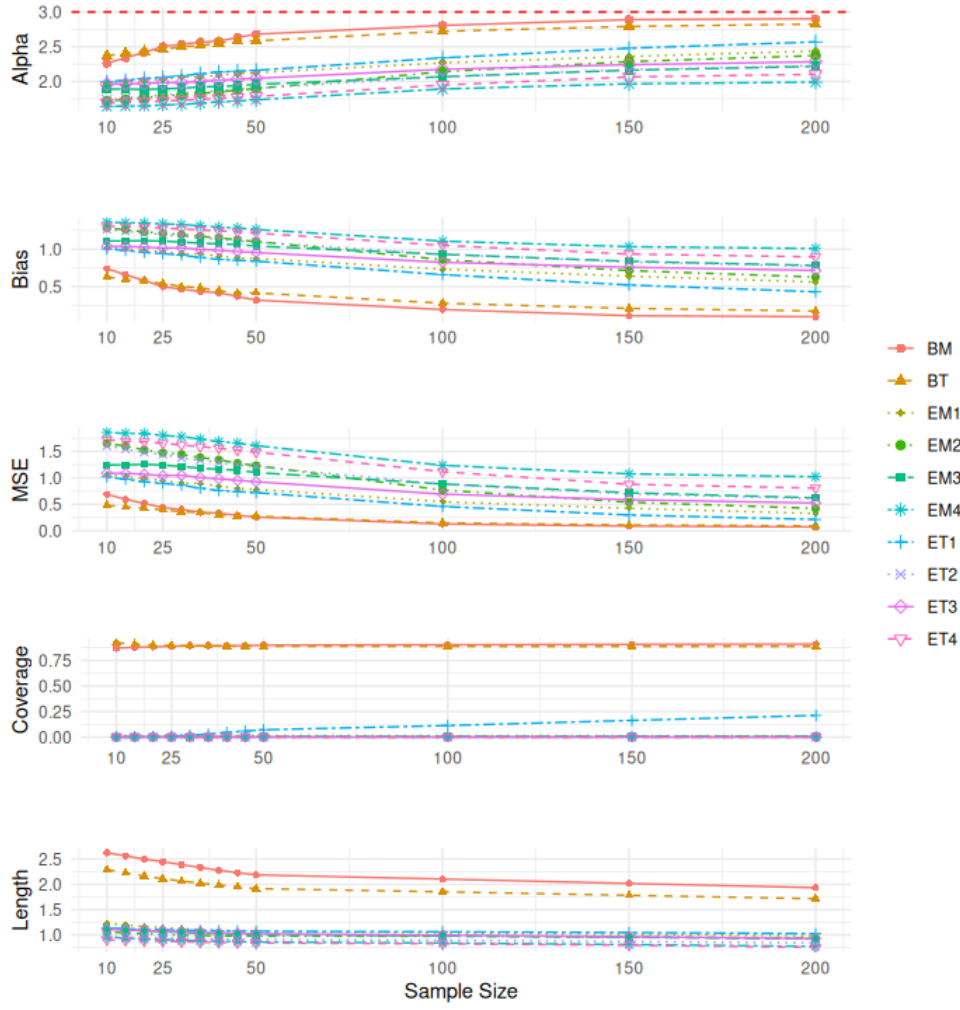 Alpha
3.0
2.5
2.0
10 25 50 100 150 200
Bias
1.0
0.5
10 25 50 100 150 200
MSE
1.5
1.0
0.5
0.0
10 25 50 100 150 200
Coverage
0.75
0.50
0.25
0.00
10 25 50 100 150 200
Length
2.5
2.0
1.5
1.0
10 25 50 100 150 200
Sample Size
BM
BT
EM1
EM2
EM3
EM4
ET1
ET2
ET3
ET4